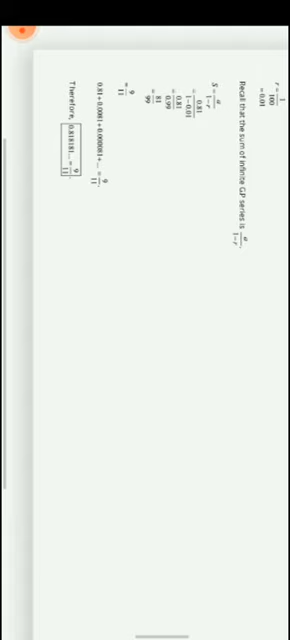 r = 1/100
= 0.01
Recall that the sum of infinite GP series is a/1−r.
S = a/1−r
= 0.81/1−0.01
= 0.81/0.99
= 81/99
= 9/11
0.81+0.0081+0.000081+... = 9/11.
Therefore, 0.818181... = 9/11.